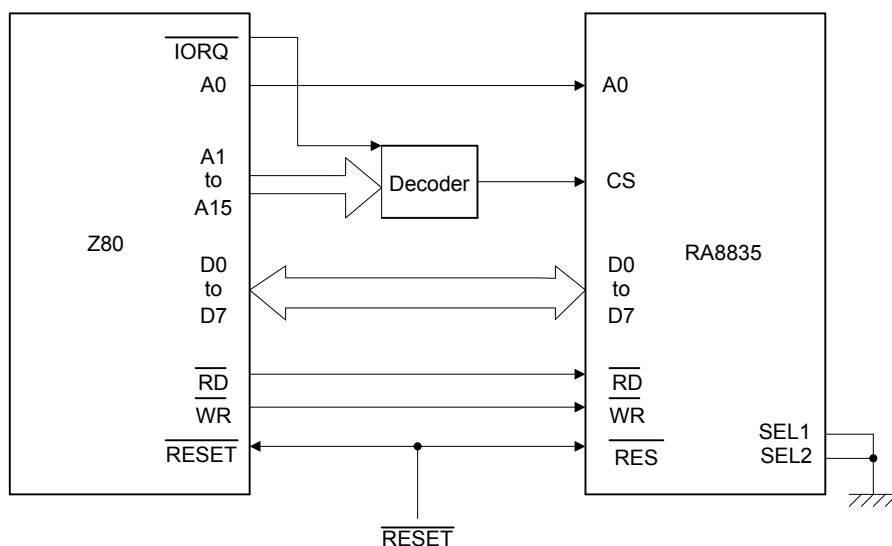 IORQ
A0
A0
A1
to
A15
Decoder
CS
Z80
RA8835
D0
to
D7
D0
to
D7
RD
RD
WR
WR
RESET
RES
SEL1
SEL2
RESET